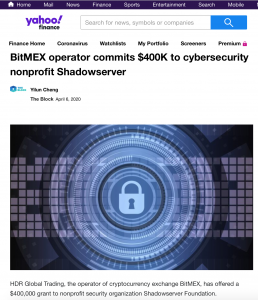 Home Mail News Finance Sports Entertainment Search Mobile
yahoo!
finance
Search for news, symbols or companies
Finance Home Coronavirus Watchlists My Portfolio Screeners Premium
BitMEX operator commits $400K to cybersecurity
nonprofit Shadowserver
Yilun Cheng
The Block April 6, 2020
HDR Global Trading, the operator of cryptocurrency exchange BitMEX, has offered a
$400,000 grant to nonprofit security organization Shadowserver Foundation.